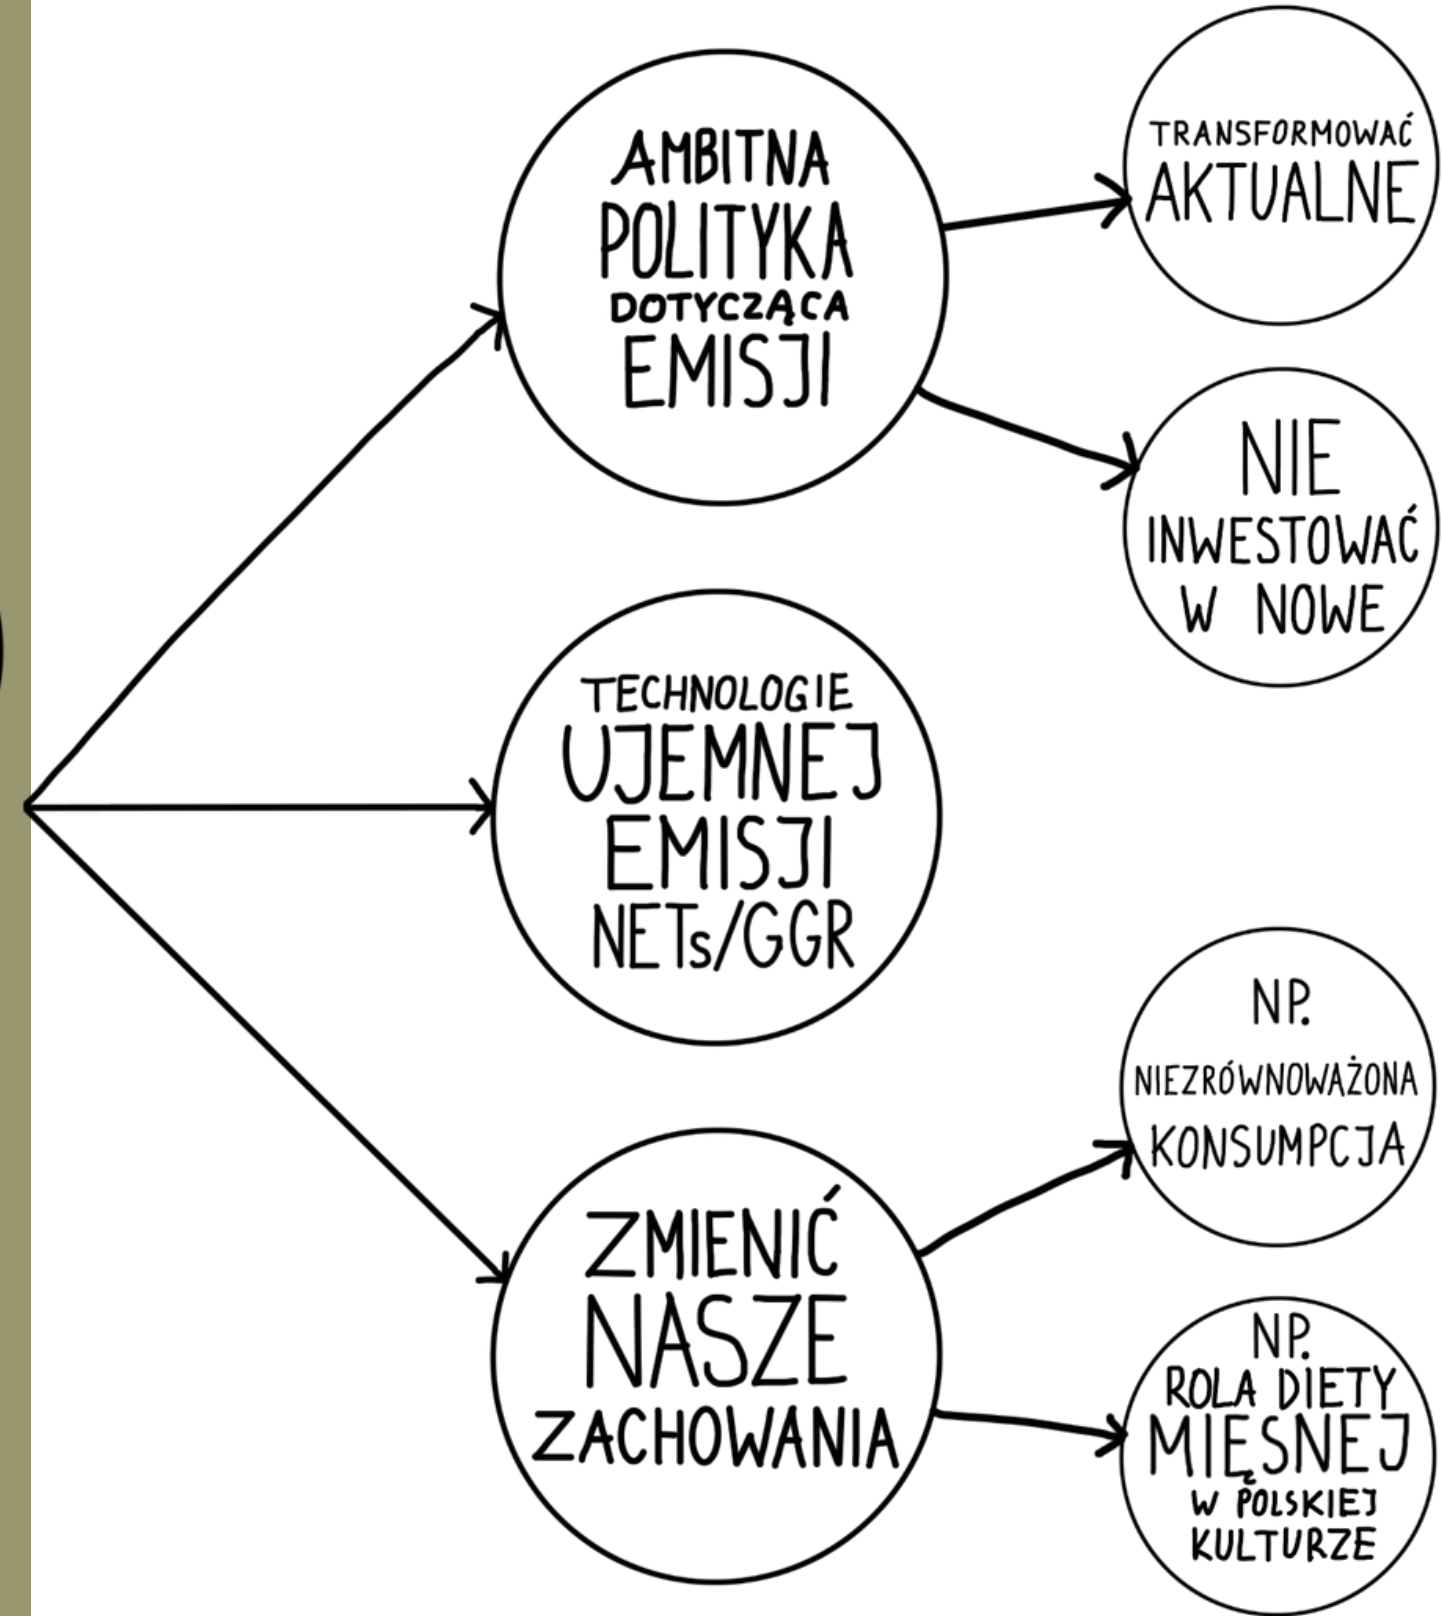 AMBITNA
POLITYKA
DOTYCZĄCA
EMISJI
TRANSFORMOWAĆ
AKTUALNE
NIE
INWESTOWAĆ
W NOWE
TECHNOLOGIE
UJEMNEJ
EMISJI
NETs/GGR
ZMIENIĆ
NASZE
ZACHOWANIA
NP.
NIEZRÓWNOWAŻONA
KONSUMPCJA
NP.
ROLA DIETY
MIĘSNEJ
W POLSKIEJ
KULTURZE